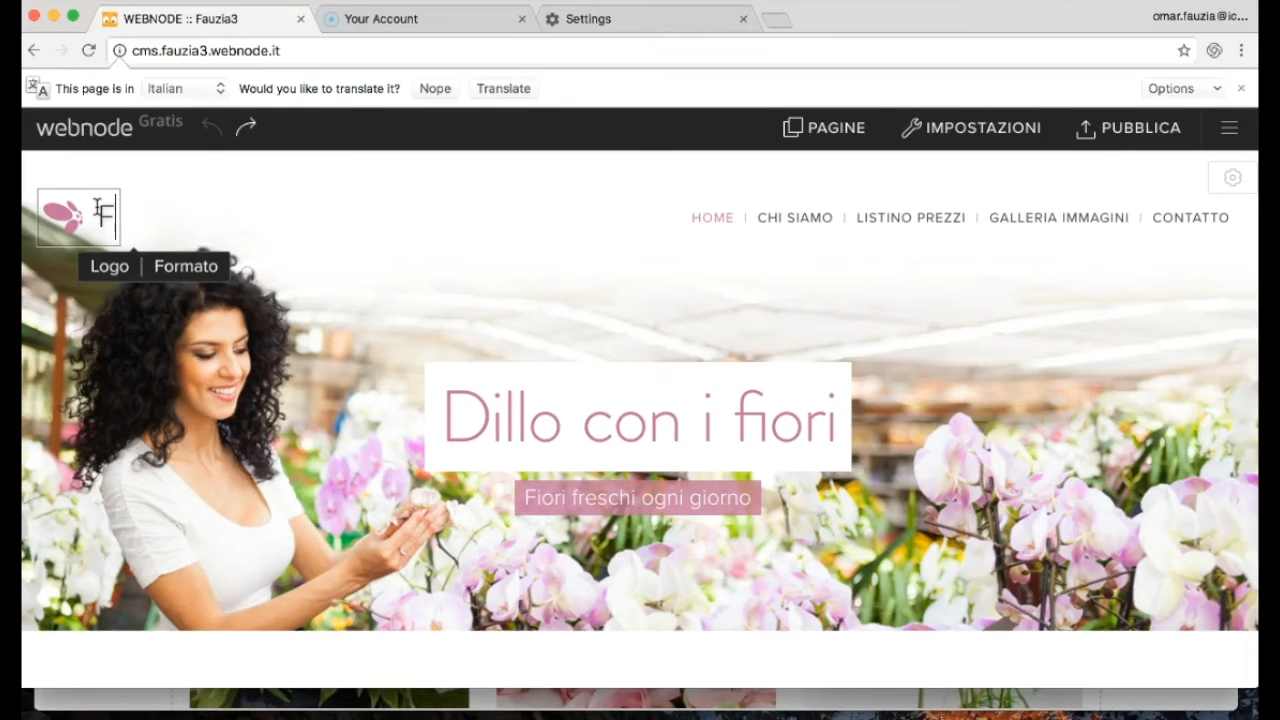 WEBNODE :: Fauzia3
Your Account
Settings
omar.fauzia@ic...
cms.fauzia3.webnode.it
This page is in Italian Would you like to translate it? Nope Translate Options
webnode Gratis PAGINE IMPOSTAZIONI PUBBLICA
F
HOME CHI SIAMO LISTINO PREZZI GALLERIA IMMAGINI CONTATTO
Logo Formato
Dillo con i fiori
Fiori freschi ogni giorno